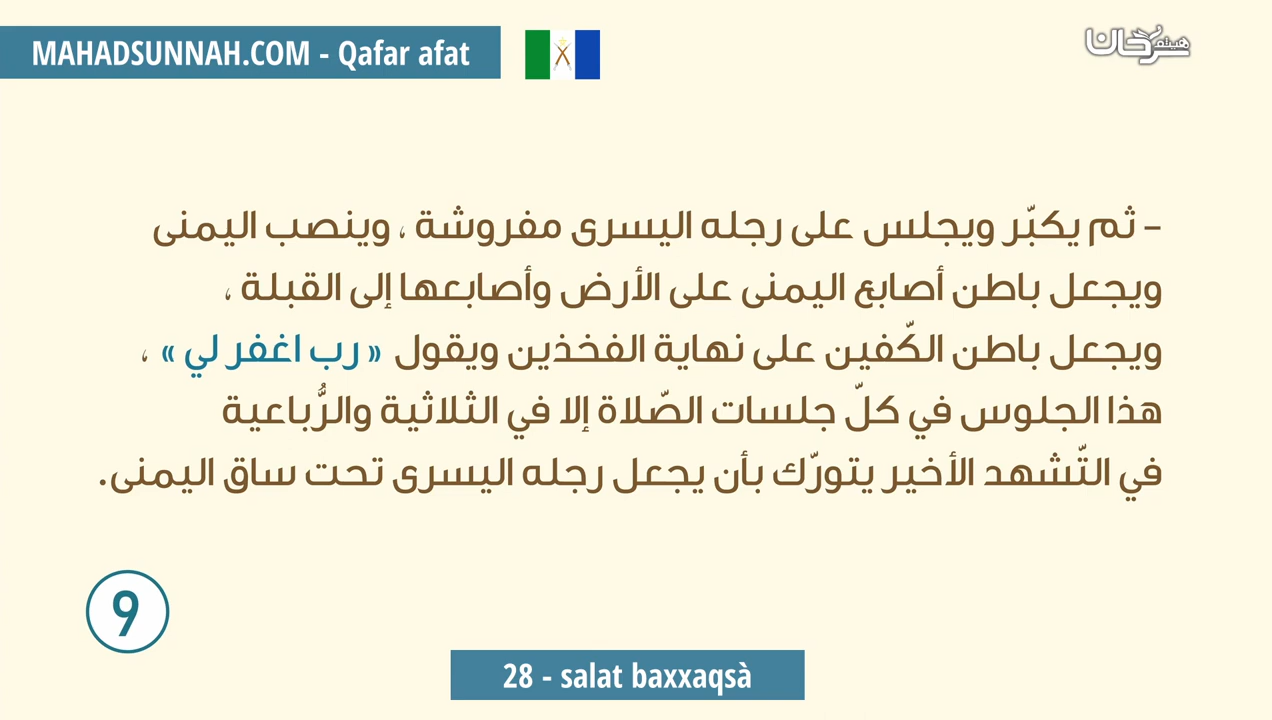 MAHADSUNNAH.COM - Qafar afat
هيثم سرحان
- ثم يكبّر ويجلس على رجله اليسرى مفروشة ، وينصب اليمنى
ويجعل باطن أصابع اليمنى على الأرض وأصابعها إلى القبلة ،
ويجعل باطن الكّفين على نهاية الفخذين ويقول « رب اغفر لي » ،
هذا الجلوس في كلّ جلسات الصّلاة إلا في الثلاثية والرُّباعية
في التّشهد الأخير يتورّك بأن يجعل رجله اليسرى تحت ساق اليمنى.
9
28 - salat baxxaqsà